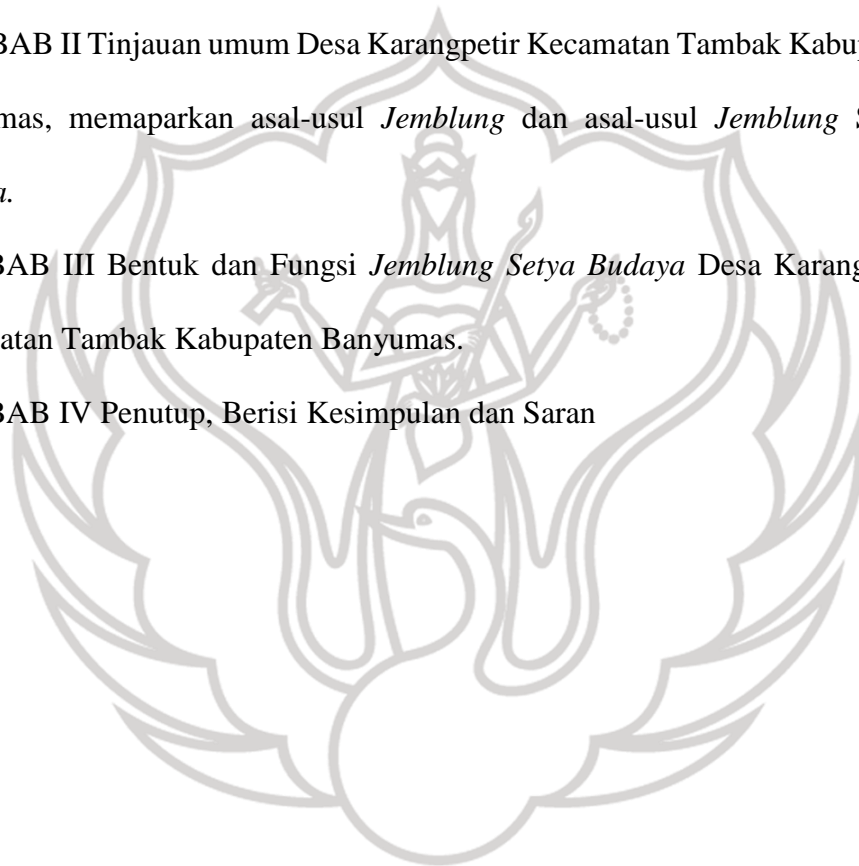 BAB II Tinjauan umum Desa Karangpetir Kecamatan Tambak Kabup
mas, memaparkan asal-usul Jemblung dan asal-usul Jemblung S
a.
BAB III Bentuk dan Fungsi Jemblung Setya Budaya Desa Karang
atan Tambak Kabupaten Banyumas.
BAB IV Penutup, Berisi Kesimpulan dan Saran